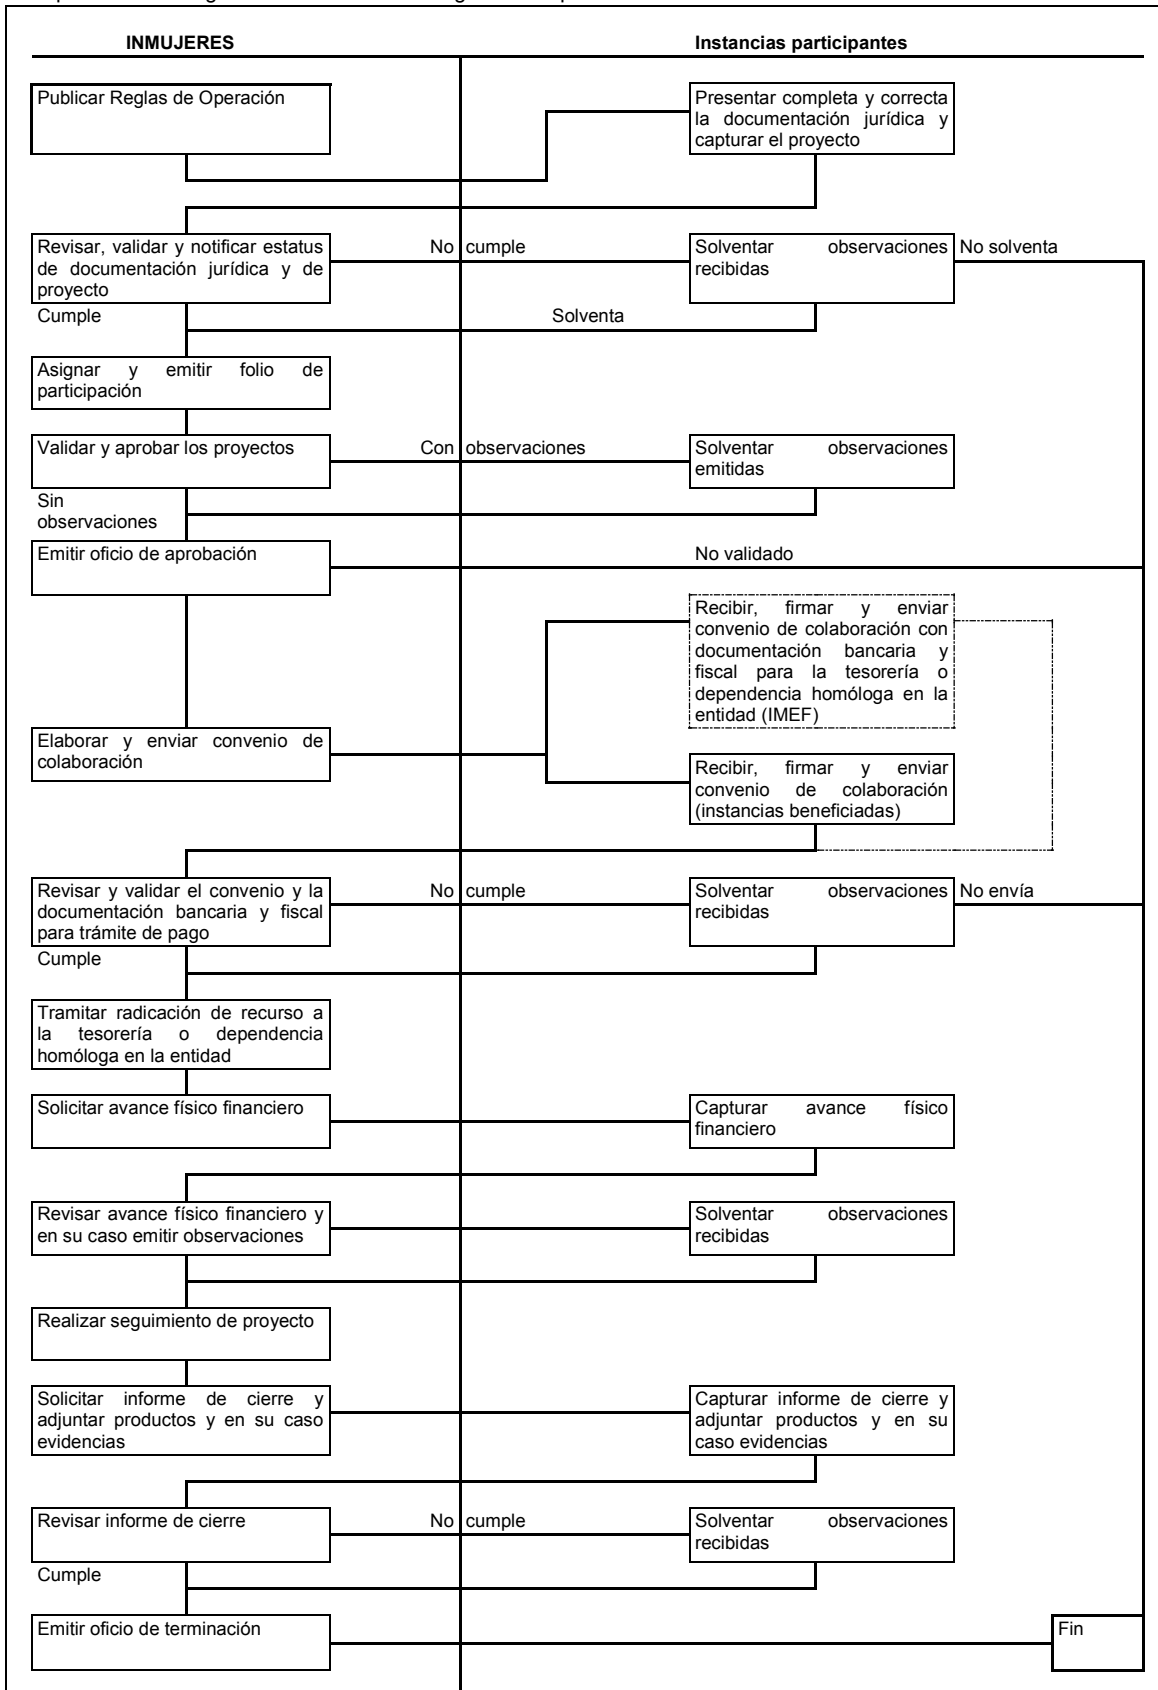 INMUJERES
Instancias participantes
Publicar Reglas de Operación
Presentar completa y correcta
la documentación jurídica y
capturar el proyecto
Revisar, validar y notificar estatus
de documentación jurídica y de
proyecto
No cumple
Solventar observaciones
recibidas
No solventa
Cumple
Solventa
Asignar y emitir folio de
participación
Validar y aprobar los proyectos
Con observaciones
Solventar observaciones
emitidas
Sin
observaciones
Emitir oficio de aprobación
No validado
Recibir, firmar y enviar
convenio de colaboración con
documentación bancaria y
fiscal para la tesorería o
dependencia homóloga en la
entidad (IMEF)
Elaborar y enviar convenio de
colaboración
Recibir, firmar y enviar
convenio de colaboración
(instancias beneficiadas)
Revisar y validar el convenio y la
documentación bancaria y fiscal
para trámite de pago
No cumple
Solventar observaciones
recibidas
No envía
Cumple
Tramitar radicación de recurso a
la tesorería o dependencia
homóloga en la entidad
Solicitar avance físico financiero
Capturar avance físico
financiero
Revisar avance físico financiero y
en su caso emitir observaciones
Solventar observaciones
recibidas
Realizar seguimiento de proyecto
Solicitar informe de cierre y
adjuntar productos y en su caso
evidencias
Capturar informe de cierre y
adjuntar productos y en su
caso evidencias
Revisar informe de cierre
No cumple
Solventar observaciones
recibidas
Cumple
Emitir oficio de terminación
Fin